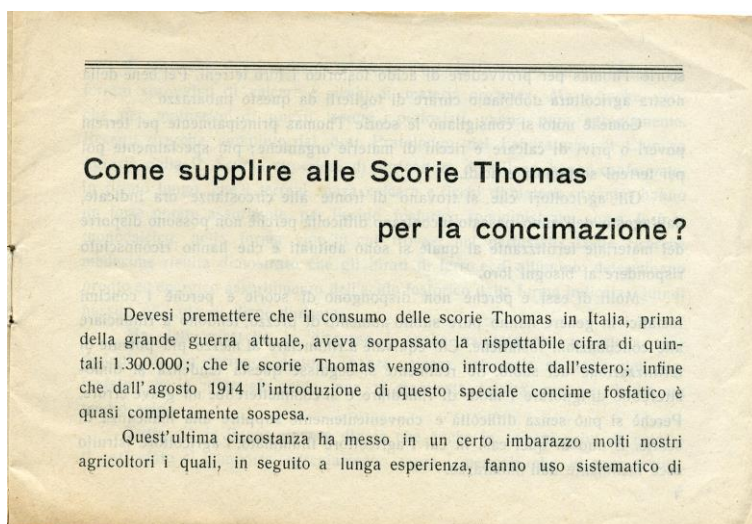 Come supplire alle Scorie Thomas
per la concimazione?
Devesi premettere che il consumo delle scorie Thomas in Italia, prima
della grande guerra attuale, aveva sorpassato la rispettabile cifra di quin-
tali 1.300.000; che le scorie Thomas vengono introdotte dall'estero; infine
che dall'agosto 1914 l'introduzione di questo speciale concime fosfatico è
quasi completamente sospesa.
Quest'ultima circostanza ha messo in un certo imbarazzo molti nostri
agricoltori i quali, in seguito a lunga esperienza, fanno uso sistematico di